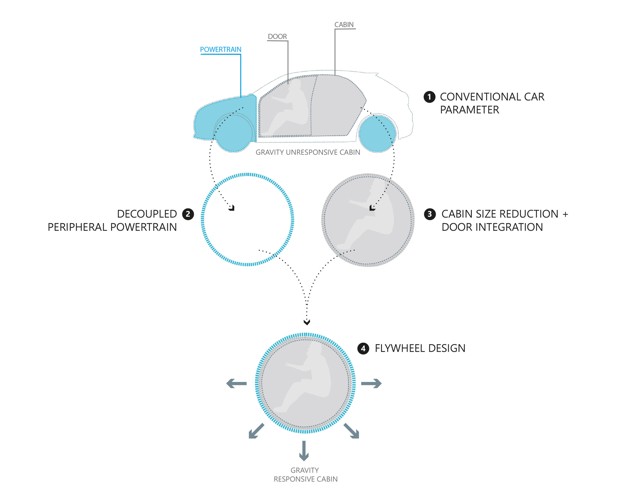 CABIN
DOOR
POWERTRAIN
1 CONVENTIONAL CAR
PARAMETER
GRAVITY UNRESPONSIVE CABIN
DECOUPLED 2
PERIPHERAL POWERTRAIN
3 CABIN SIZE REDUCTION +
DOOR INTEGRATION
4 FLYWHEEL DESIGN
GRAVITY
RESPONSIVE CABIN